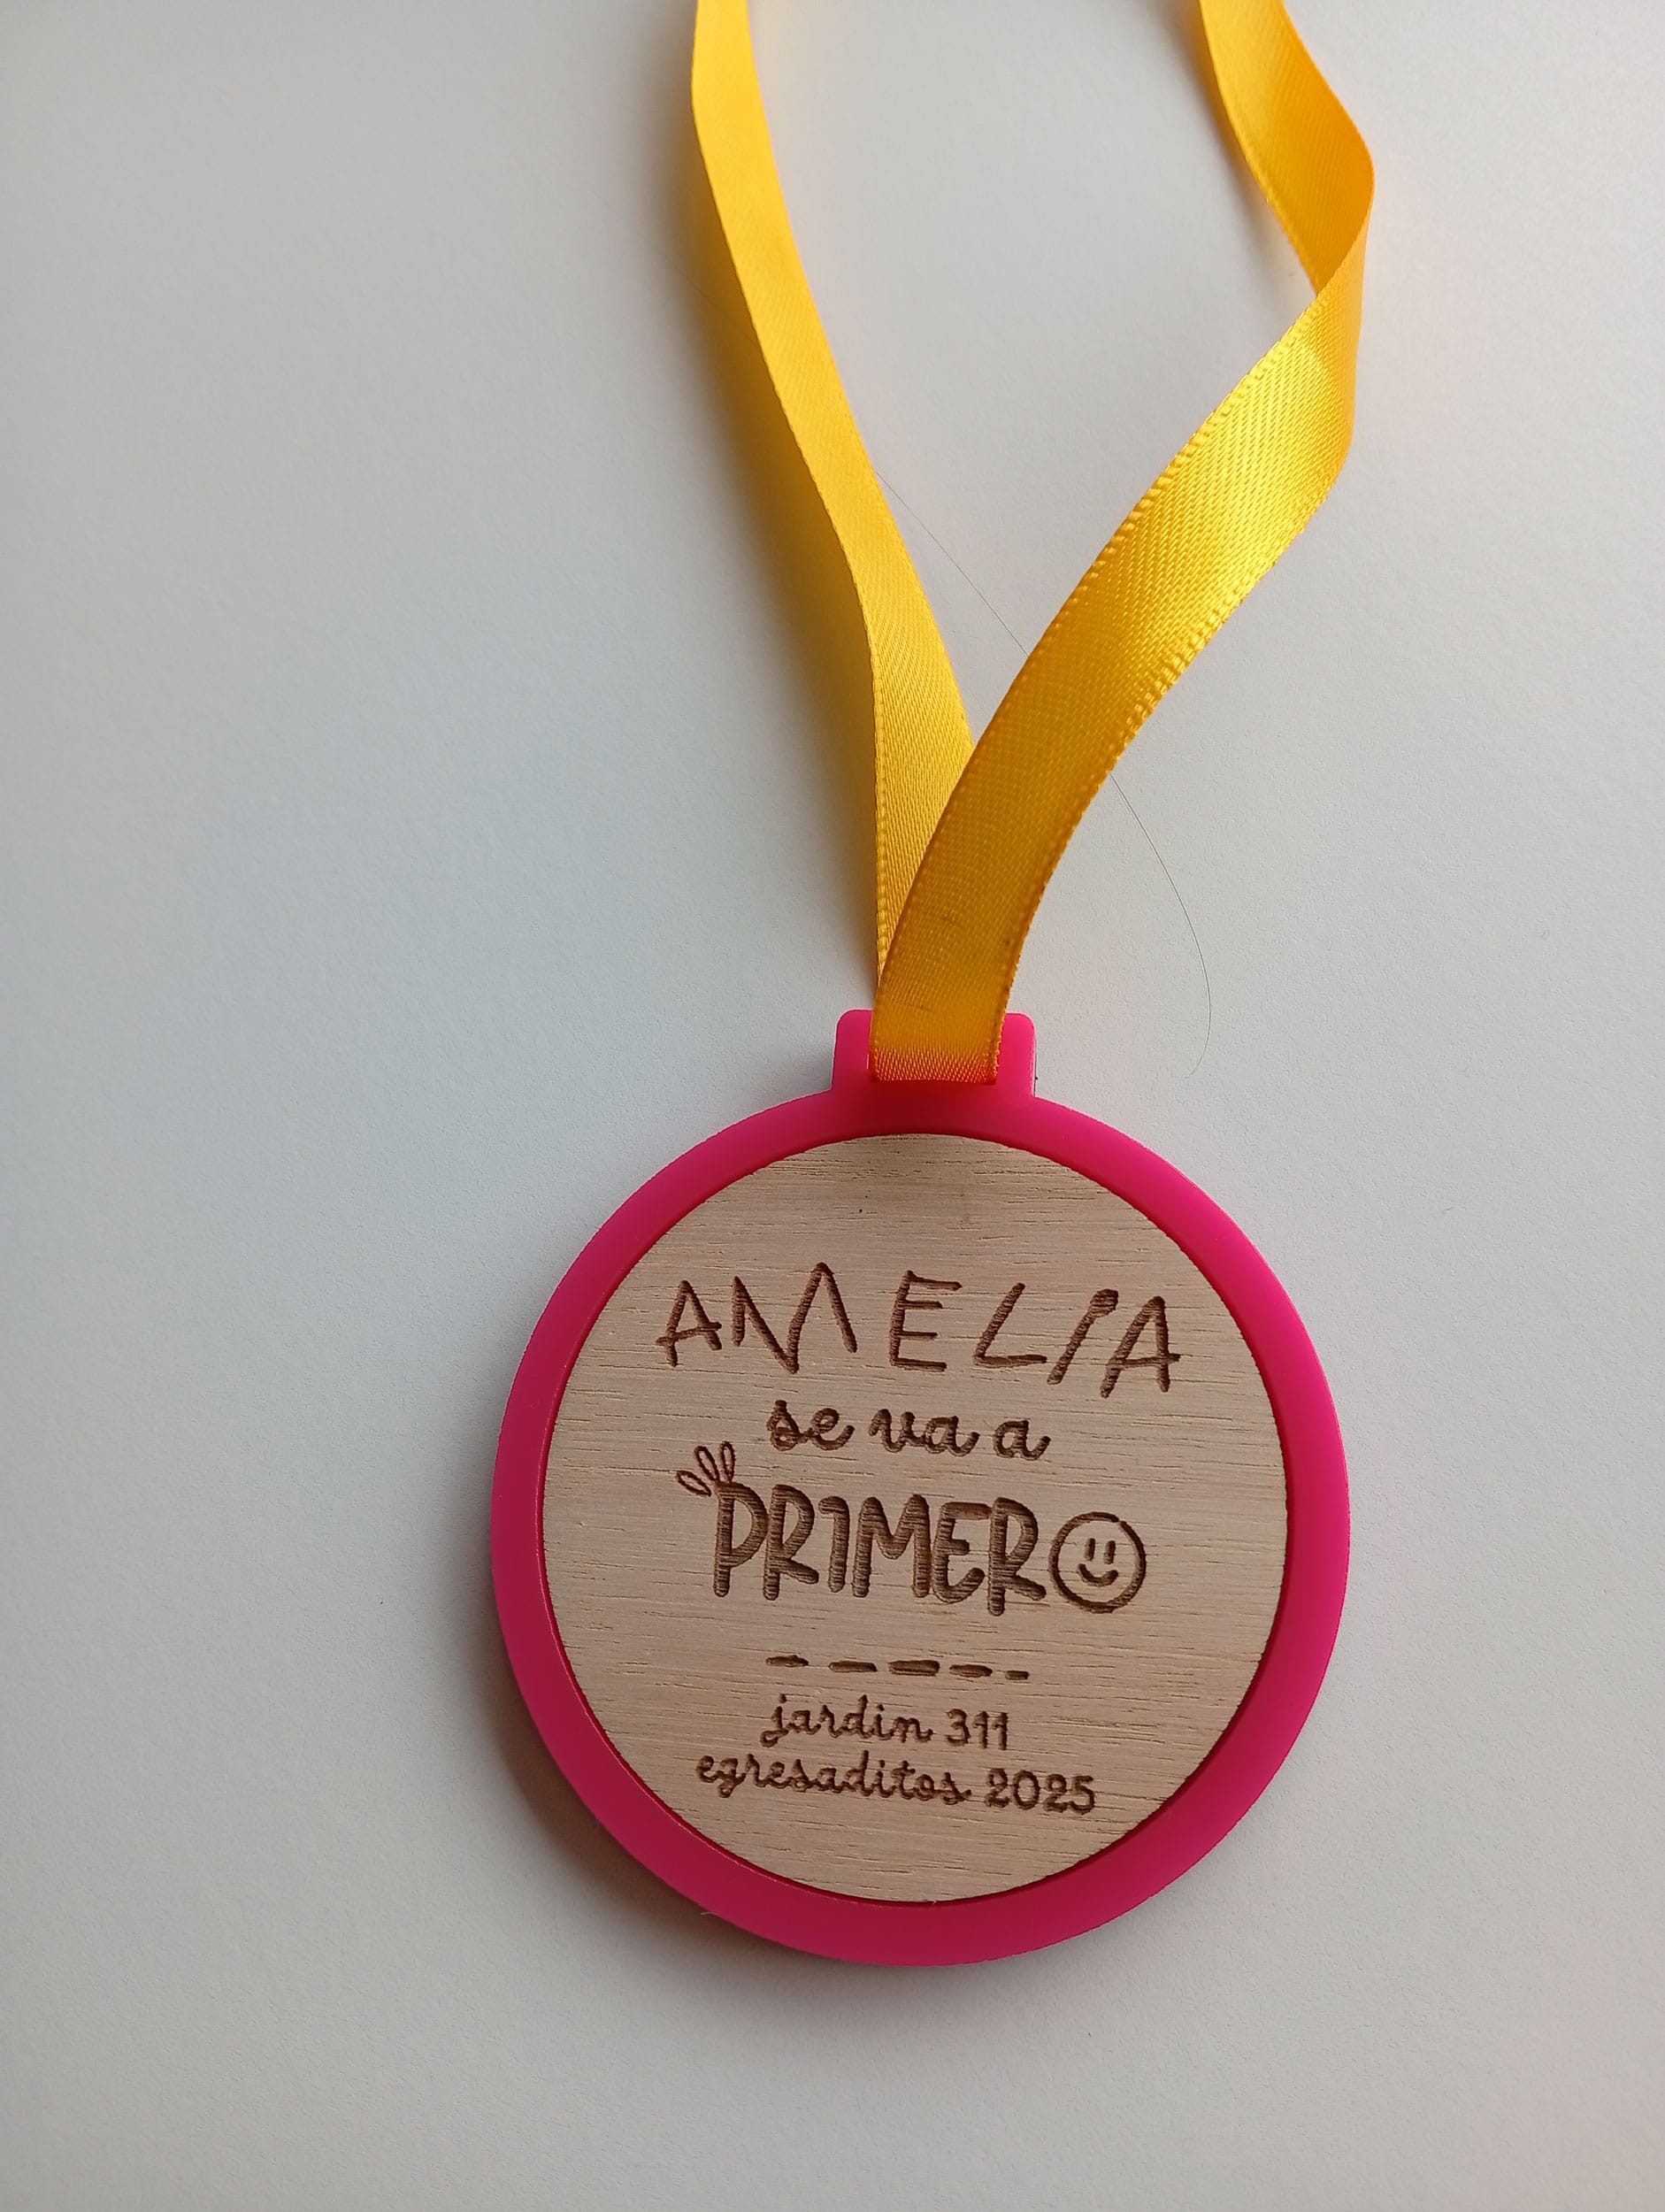 AMELIA
se va a
PRIMERO
jardin 311
egresaditos 2025